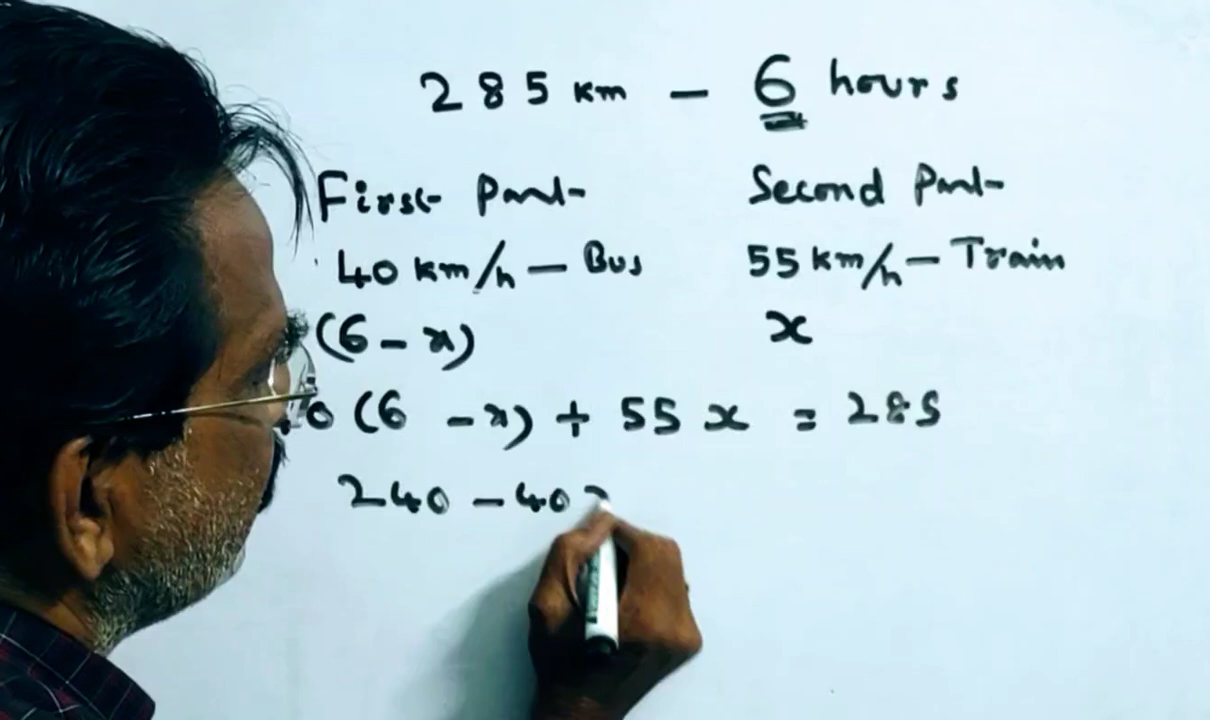 285 km - 6 hours
First Part Second Part
40 km/h - Bus 55 km/h - Train
(6 - x) x
0 (6 - x) + 55 x = 285
240 - 40